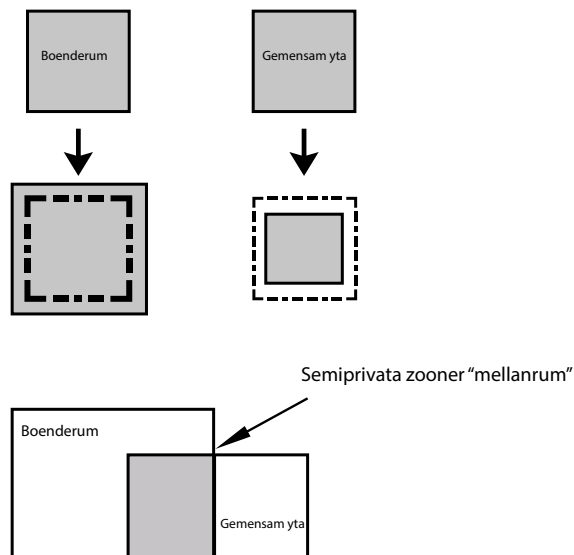 Boenderum
Gemensam yta
Semiprivata zooner “mellanrum”
Boenderum
Gemensam yta